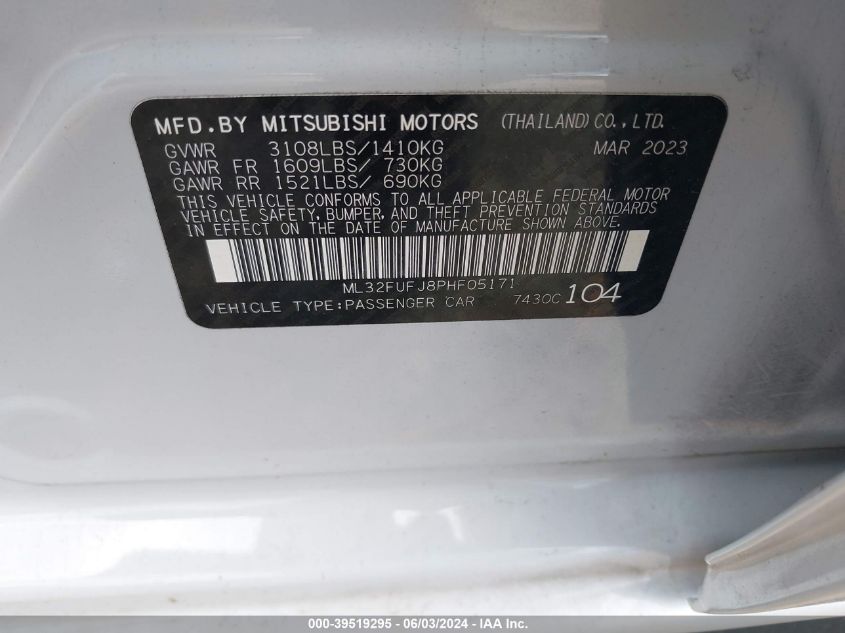 MFD.BY MITSUBISHI MOTORS (THAILAND)CO.,LTD.
GVWR 3108LBS/1410KG MAR 2023
GAWR FR 1609LBS/ 730KG
GAWR RR 1521LBS/ 690KG
THIS VEHICLE CONFORMS TO ALL APPLICABLE FEDERAL MOTOR
VEHICLE SAFETY, BUMPER, AND THEFT PREVENTION STANDARDS
IN EFFECT ON THE DATE OF MANUFACTURE SHOWN ABOVE.
ML32FUFJ8PHF05171
VEHICLE TYPE:PASSENGER CAR 7430C 104
000-39519295 - 06/03/2024 - IAA Inc.